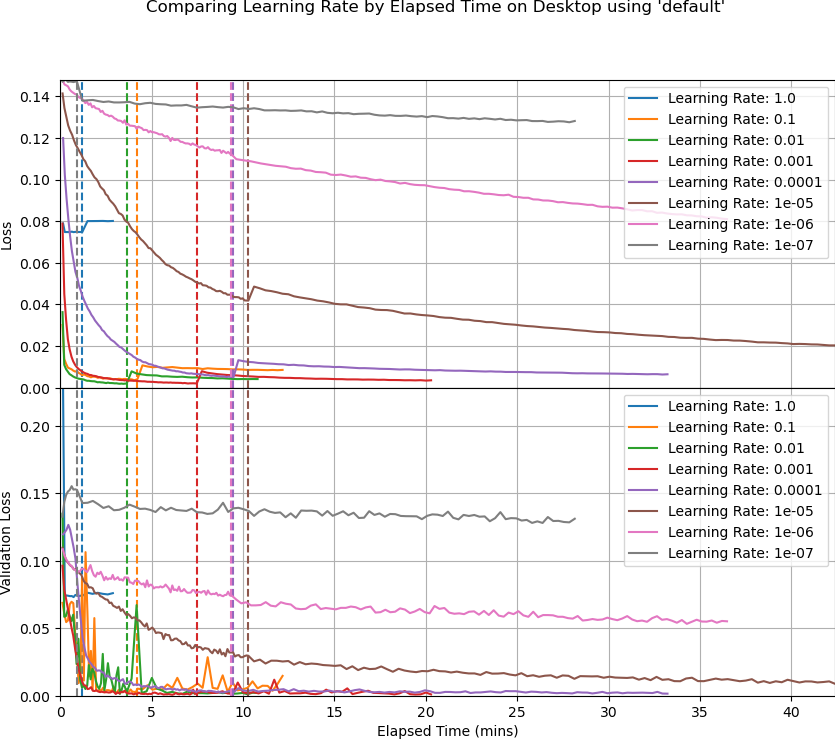 Comparing Learning Rate by Elapsed Time on Desktop using 'default'
0.14
0.12
0.10
0.08
0.06
0.04
0.02
0.00
Loss
Learning Rate: 1.0
Learning Rate: 0.1
Learning Rate: 0.01
Learning Rate: 0.001
Learning Rate: 0.0001
Learning Rate: 1e-05
Learning Rate: 1e-06
Learning Rate: 1e-07
0.20
0.15
0.10
0.05
0.00
Validation Loss
Learning Rate: 1.0
Learning Rate: 0.1
Learning Rate: 0.01
Learning Rate: 0.001
Learning Rate: 0.0001
Learning Rate: 1e-05
Learning Rate: 1e-06
Learning Rate: 1e-07
0 5 10 15 20 25 30 35 40
Elapsed Time (mins)